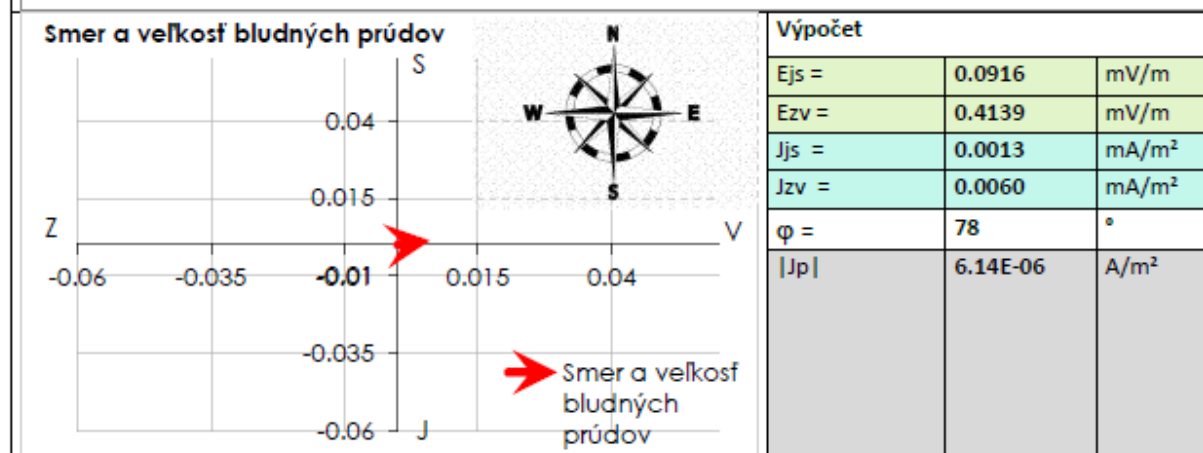 Smer a veľkosť bludných prúdov
N
W
E
S
S
0.04
0.015
Z
V
-0.06
-0.035
-0.01
0.015
0.04
-0.035
-0.06
J
Smer a veľkosť
bludných
prúdov
Výpočet
Ejs = 0.0916 mV/m
Ezv = 0.4139 mV/m
Jjs = 0.0013 mA/m²
Jzv = 0.0060 mA/m²
φ = 78 °
|Jp| 6.14E-06 A/m²